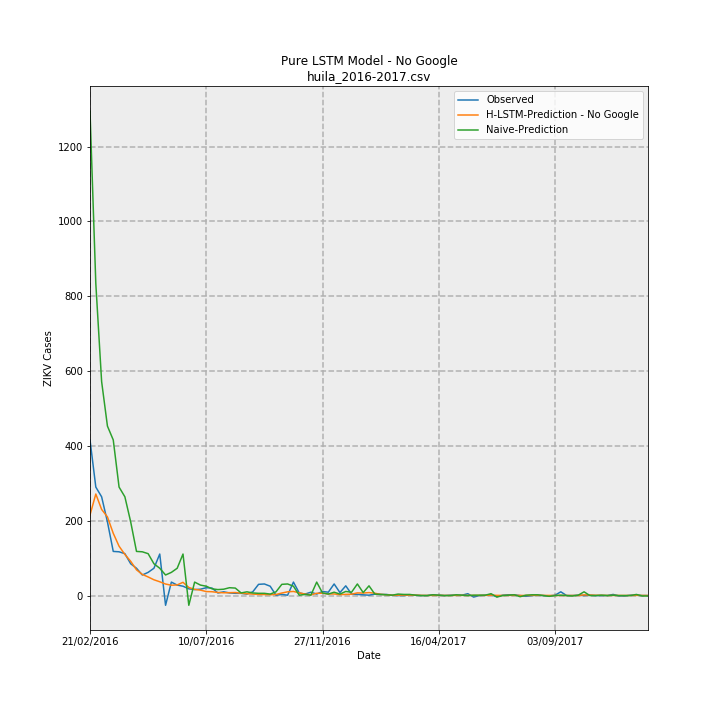 Pure LSTM Model - No Google
huila_2016-2017.csv
Observed
H-LSTM-Prediction - No Google
Naive-Prediction
ZIKV Cases
1200
1000
800
600
400
200
0
21/02/2016 10/07/2016 27/11/2016 16/04/2017 03/09/2017
Date